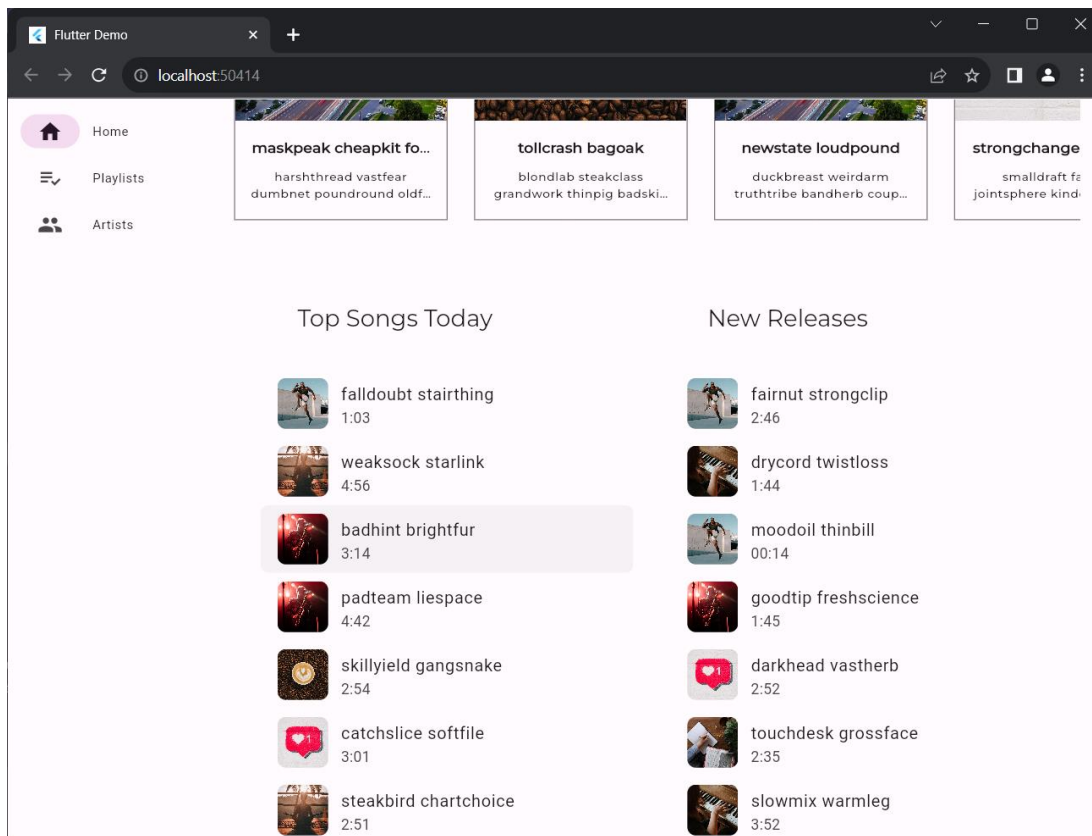 Flutter Demo
localhost:50414
Home
Playlists
Artists
maskpeak cheapkit fo...
harshthread vastfear
dumbnet poundround oldf...
tollcrash bagoak
blondlab steakclass
grandwork thinpig badski...
newstate loudpound
duckbreast weirdarm
truthtribe bandherb coup...
strongchange
smalldraft fa
jointsphere kind
Top Songs Today
falldoubt stairthing
1:03
weaksock starlink
4:56
badhint brightfur
3:14
padteam liespace
4:42
skillyield gangsnake
2:54
catchslice softfile
3:01
steakbird chartchoice
2:51
New Releases
fairnut strongclip
2:46
drycord twistloss
1:44
moodoil thinbill
00:14
goodtip freshscience
1:45
darkhead vastherb
2:52
touchdesk grossface
2:35
slowmix warmleg
3:52